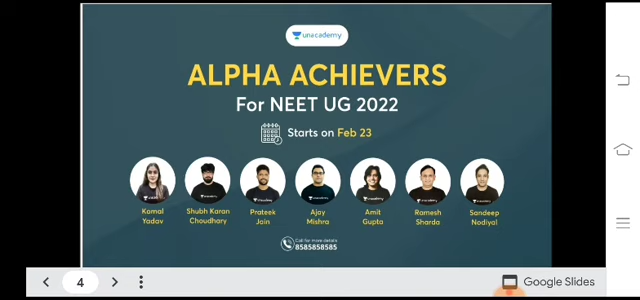 unacademy
ALPHA ACHIEVERS
For NEET UG 2022
Starts on Feb 23
Komal
Yadav
Shubh Karan
Choudhary
Prateek
Jain
Ajay
Mishra
Amit
Gupta
Ramesh
Sharda
Sandeep
Nodiyal
Call for more details
8585858585
4
Google Slides